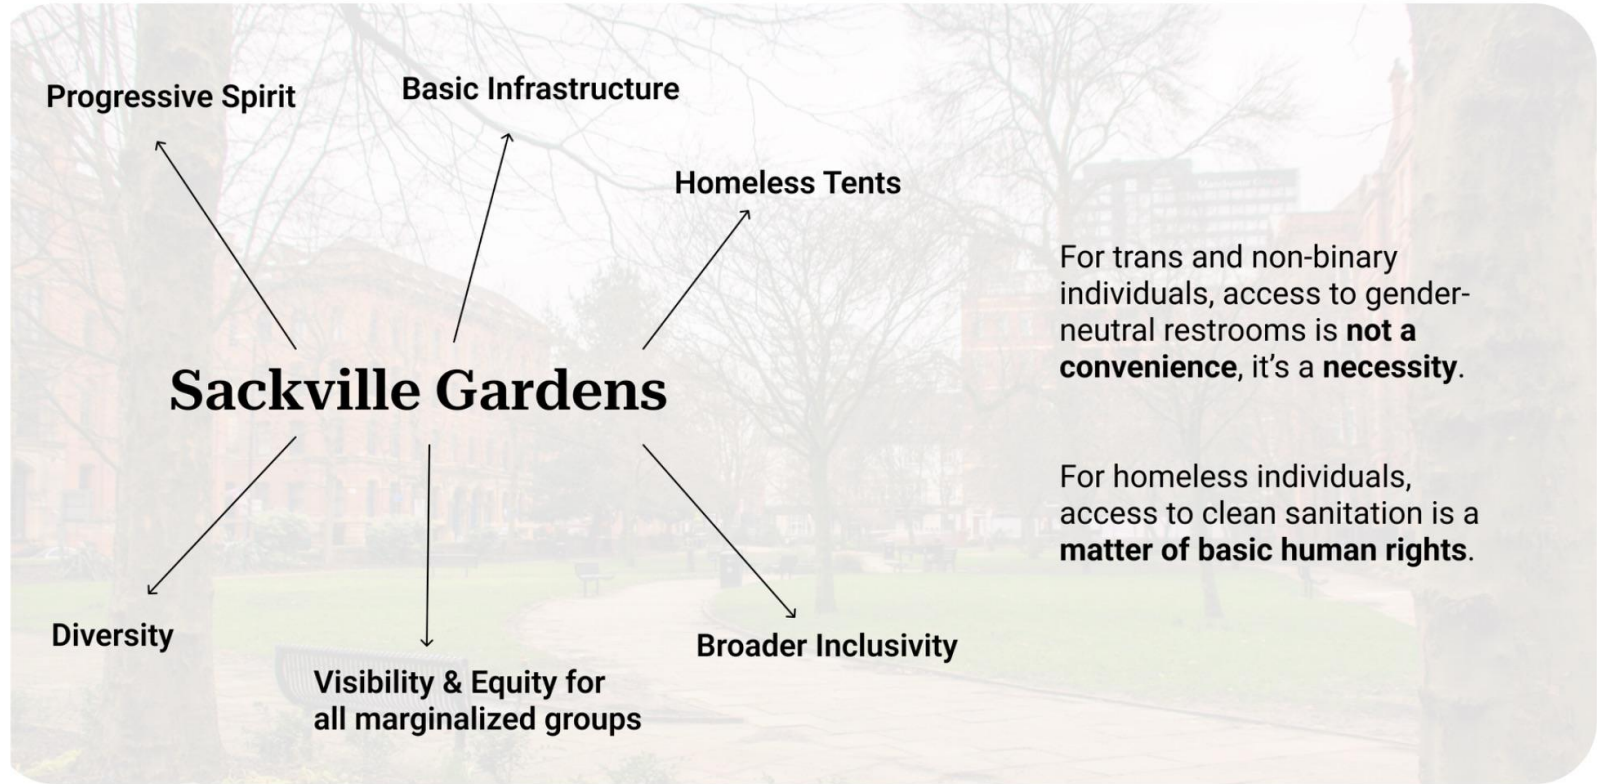 Progressive Spirit
Basic Infrastructure
Homeless Tents
Sackville Gardens
Diversity
Visibility & Equity for
all marginalized groups
Broader Inclusivity
For trans and non-binary
individuals, access to gender-
neutral restrooms is not a
convenience, it’s a necessity.
For homeless individuals,
access to clean sanitation is a
matter of basic human rights.